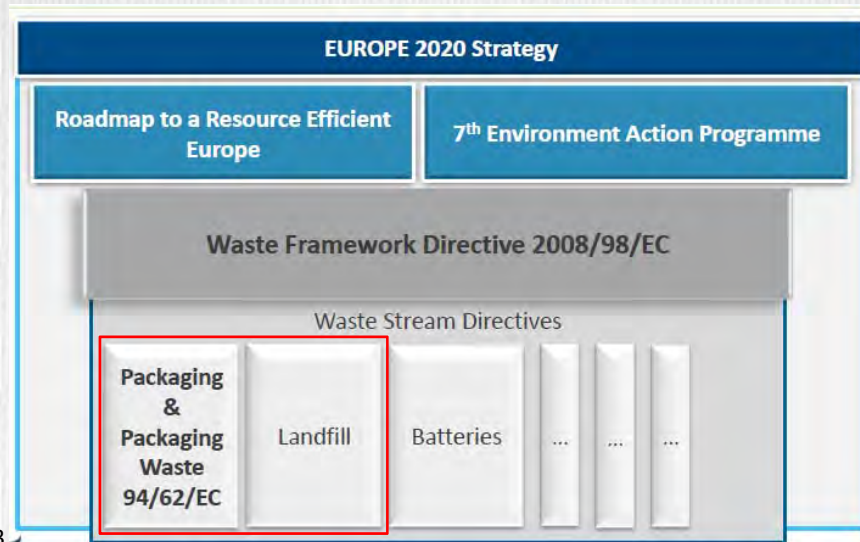 EUROPE 2020 Strategy
Roadmap to a Resource Efficient
Europe
7th Environment Action Programme
Waste Framework Directive 2008/98/EC
Waste Stream Directives
Packaging
&
Packaging
Waste
94/62/EC
Landfill
Batteries
...
...
...